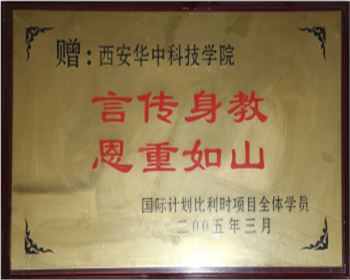 赠：西安华中科技学院
言传身教
恩重如山
国际计划比利时项目全体学员
二00五年三月